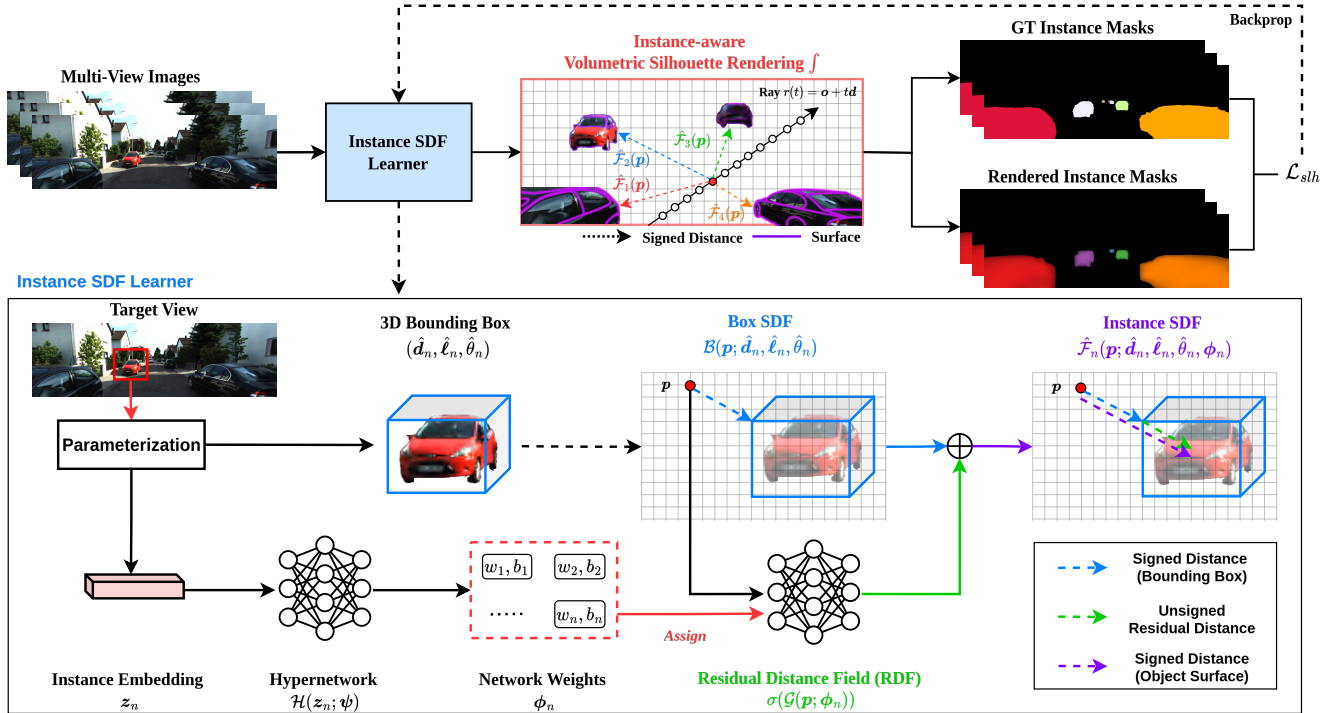 Backprop
Instance-aware
Volumetric Silhouette Rendering ∫
GT Instance Masks
Multi-View Images
Ray r(t) = o + td
Instance SDF
Learner
F̂₃(p)
F̂₂(p)
F̂₁(p)
F̂₄(p)
Rendered Instance Masks
ℒ_slh
Signed Distance
Surface
Instance SDF Learner
Target View
3D Bounding Box
(d̂ₙ, ℓ̂ₙ, θ̂ₙ)
Box SDF
ℬ(p; d̂ₙ, ℓ̂ₙ, θ̂ₙ)
Instance SDF
F̂ₙ(p; d̂ₙ, ℓ̂ₙ, θ̂ₙ, ϕₙ)
p
p
Parameterization
w₁, b₁
w₂, b₂
.....
wₙ, bₙ
Assign
Signed Distance
(Bounding Box)
Unsigned
Residual Distance
Signed Distance
(Object Surface)
Instance Embedding
zₙ
Hypernetwork
ℋ(zₙ; ψ)
Network Weights
ϕₙ
Residual Distance Field (RDF)
σ(𝒢(p; ϕₙ))